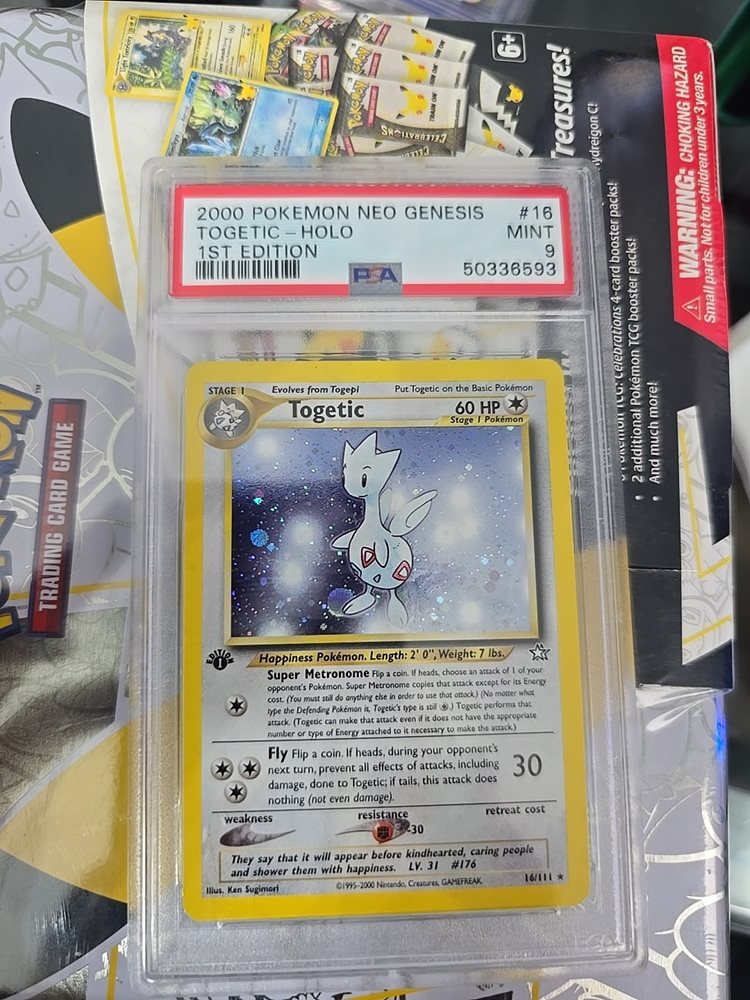 2000 POKEMON NEO GENESIS #16
TOGETIC - HOLO MINT
1ST EDITION 9
PSA 50336593
STAGE 1 Evolves from Togepi Put Togetic on the Basic Pokémon
Togetic 60 HP
Stage 1 Pokémon
EDITION
1
Happiness Pokémon. Length: 2' 0", Weight: 7 lbs.
Super Metronome Flip a coin. If heads, choose an attack of 1 of your
opponent's Pokémon. Super Metronome copies that attack except for its Energy
cost. (You must still do anything else in order to use that attack.) (No matter what
type the Defending Pokémon is, Togetic's type is still .) Togetic performs that
attack. (Togetic can make that attack even if it does not have the appropriate
number or type of Energy attached to it necessary to make the attack.)
Fly Flip a coin. If heads, during your opponent's
next turn, prevent all effects of attacks, including
damage, done to Togetic; if tails, this attack does
nothing (not even damage).
30
weakness resistance retreat cost
-30
They say that it will appear before kindhearted, caring people
and showers them with happiness. LV. 31 #176
Illus. Ken Sugimori ©1995-2000 Nintendo, Creatures, GAMEFREAK. 16/111 ★
6+
Treasures!
WARNING: CHOKING HAZARD
Small parts. Not for children under 3 years.
Celebrations 4-card booster packs!
2 additional Pokémon TCG booster packs!
And much more!
CELEBRATIONS
TRADING CARD GAME
TM